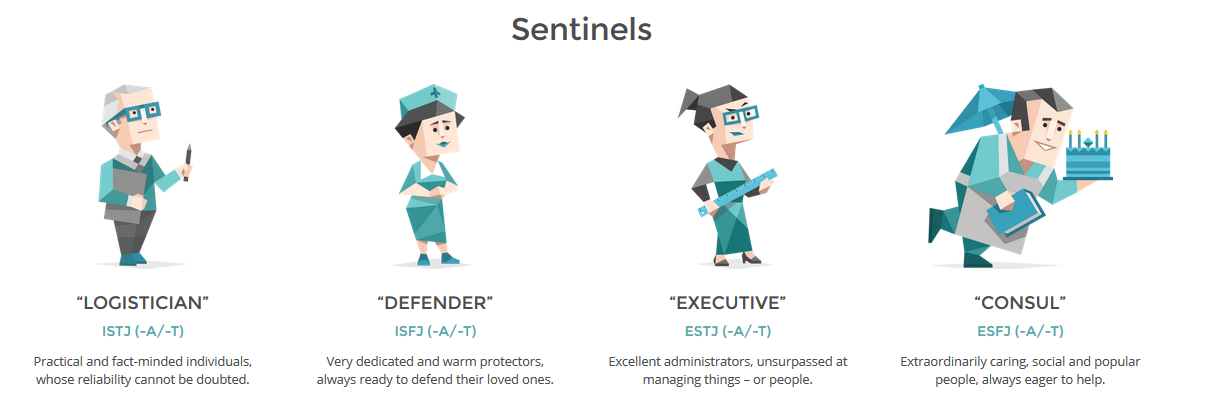 Sentinels
“LOGISTICIAN”
ISTJ (-A/-T)
Practical and fact-minded individuals,
whose reliability cannot be doubted.
“DEFENDER”
ISFJ (-A/-T)
Very dedicated and warm protectors,
always ready to defend their loved ones.
“EXECUTIVE”
ESTJ (-A/-T)
Excellent administrators, unsurpassed at
managing things – or people.
“CONSUL”
ESFJ (-A/-T)
Extraordinarily caring, social and popular
people, always eager to help.